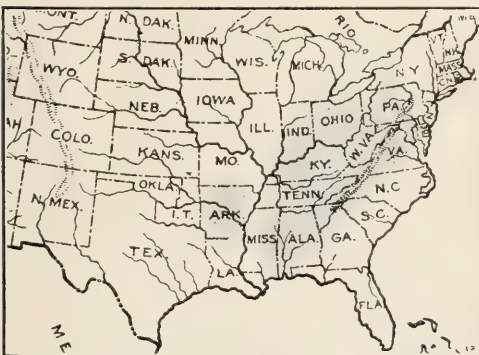 MONT.
N. DAK.
MINN.
RIO.
VT.
N.H.
WYO.
S. DAK.
WIS.
MICH.
N Y
MASS
NEB.
IOWA
PA.
COLO.
ILL.
IND.
OHIO
W.VA.
VA.
KANS.
MO.
KY.
N. MEX.
OKLA.
I.T.
ARK.
TENN.
N.C
S.C.
TEX.
MISS
ALA.
GA.
LA.
FLA
M E